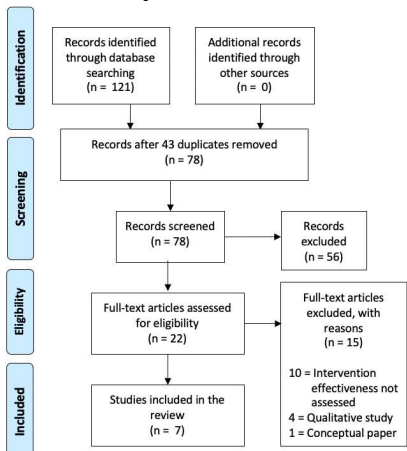 Identification
Records identified
through database
searching
(n = 121)
Additional records
identified through
other sources
(n = 0)
Records after 43 duplicates removed
(n = 78)
Screening
Records screened
(n = 78)
Records
excluded
(n = 56)
Eligibility
Full-text articles assessed
for eligibility
(n = 22)
Full-text articles
excluded, with
reasons
(n = 15)
10 = Intervention
effectiveness not
assessed
4 = Qualitative study
1 = Conceptual paper
Included
Studies included in the
review
(n = 7)